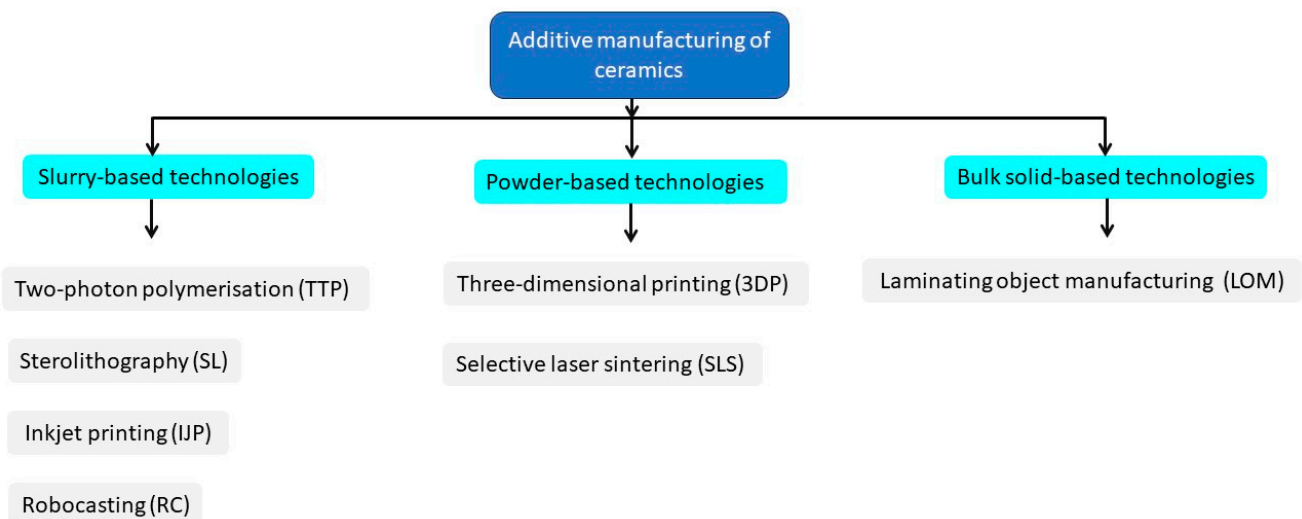 Additive manufacturing of
ceramics
Slurry-based technologies
Powder-based technologies
Bulk solid-based technologies
Two-photon polymerisation (TTP)
Three-dimensional printing (3DP)
Laminating object manufacturing (LOM)
Sterolithography (SL)
Selective laser sintering (SLS)
Inkjet printing (IJP)
Robocasting (RC)